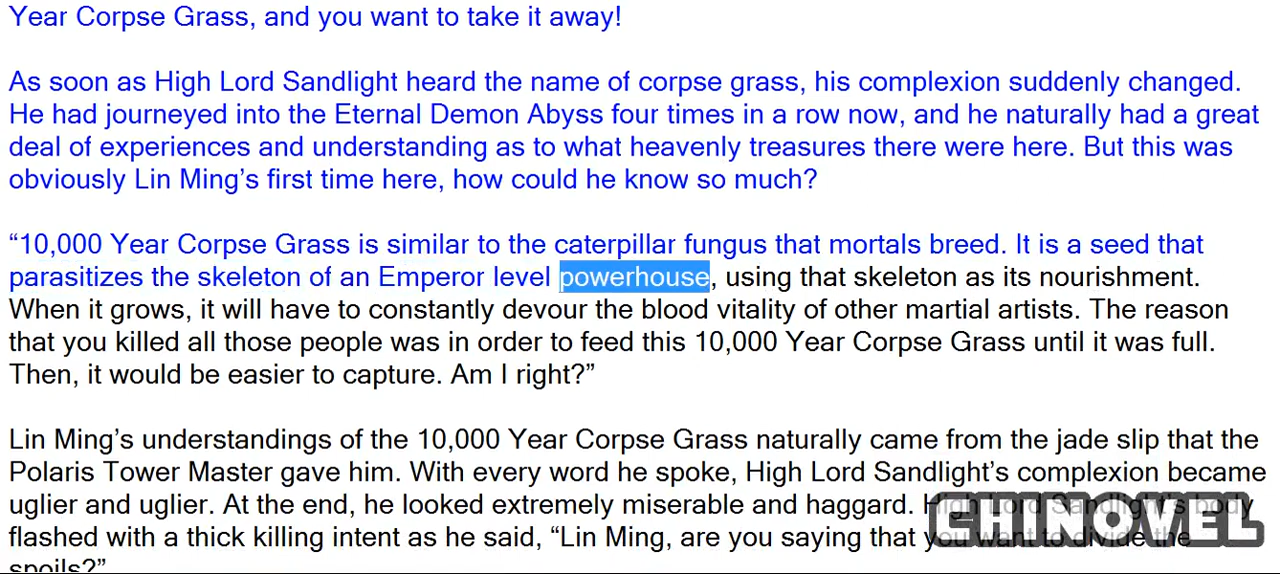 Year Corpse Grass, and you want to take it away!
As soon as High Lord Sandlight heard the name of corpse grass, his complexion suddenly changed.
He had journeyed into the Eternal Demon Abyss four times in a row now, and he naturally had a great
deal of experiences and understanding as to what heavenly treasures there were here. But this was
obviously Lin Ming’s first time here, how could he know so much?
“10,000 Year Corpse Grass is similar to the caterpillar fungus that mortals breed. It is a seed that
parasitizes the skeleton of an Emperor level powerhouse, using that skeleton as its nourishment.
When it grows, it will have to constantly devour the blood vitality of other martial artists. The reason
that you killed all those people was in order to feed this 10,000 Year Corpse Grass until it was full.
Then, it would be easier to capture. Am I right?”
Lin Ming’s understandings of the 10,000 Year Corpse Grass naturally came from the jade slip that the
Polaris Tower Master gave him. With every word he spoke, High Lord Sandlight’s complexion became
uglier and uglier. At the end, he looked extremely miserable and haggard. High Lord Sandlight’s body
flashed with a thick killing intent as he said, “Lin Ming, are you saying that you want to divide the
spoils?”
CHINOVEL